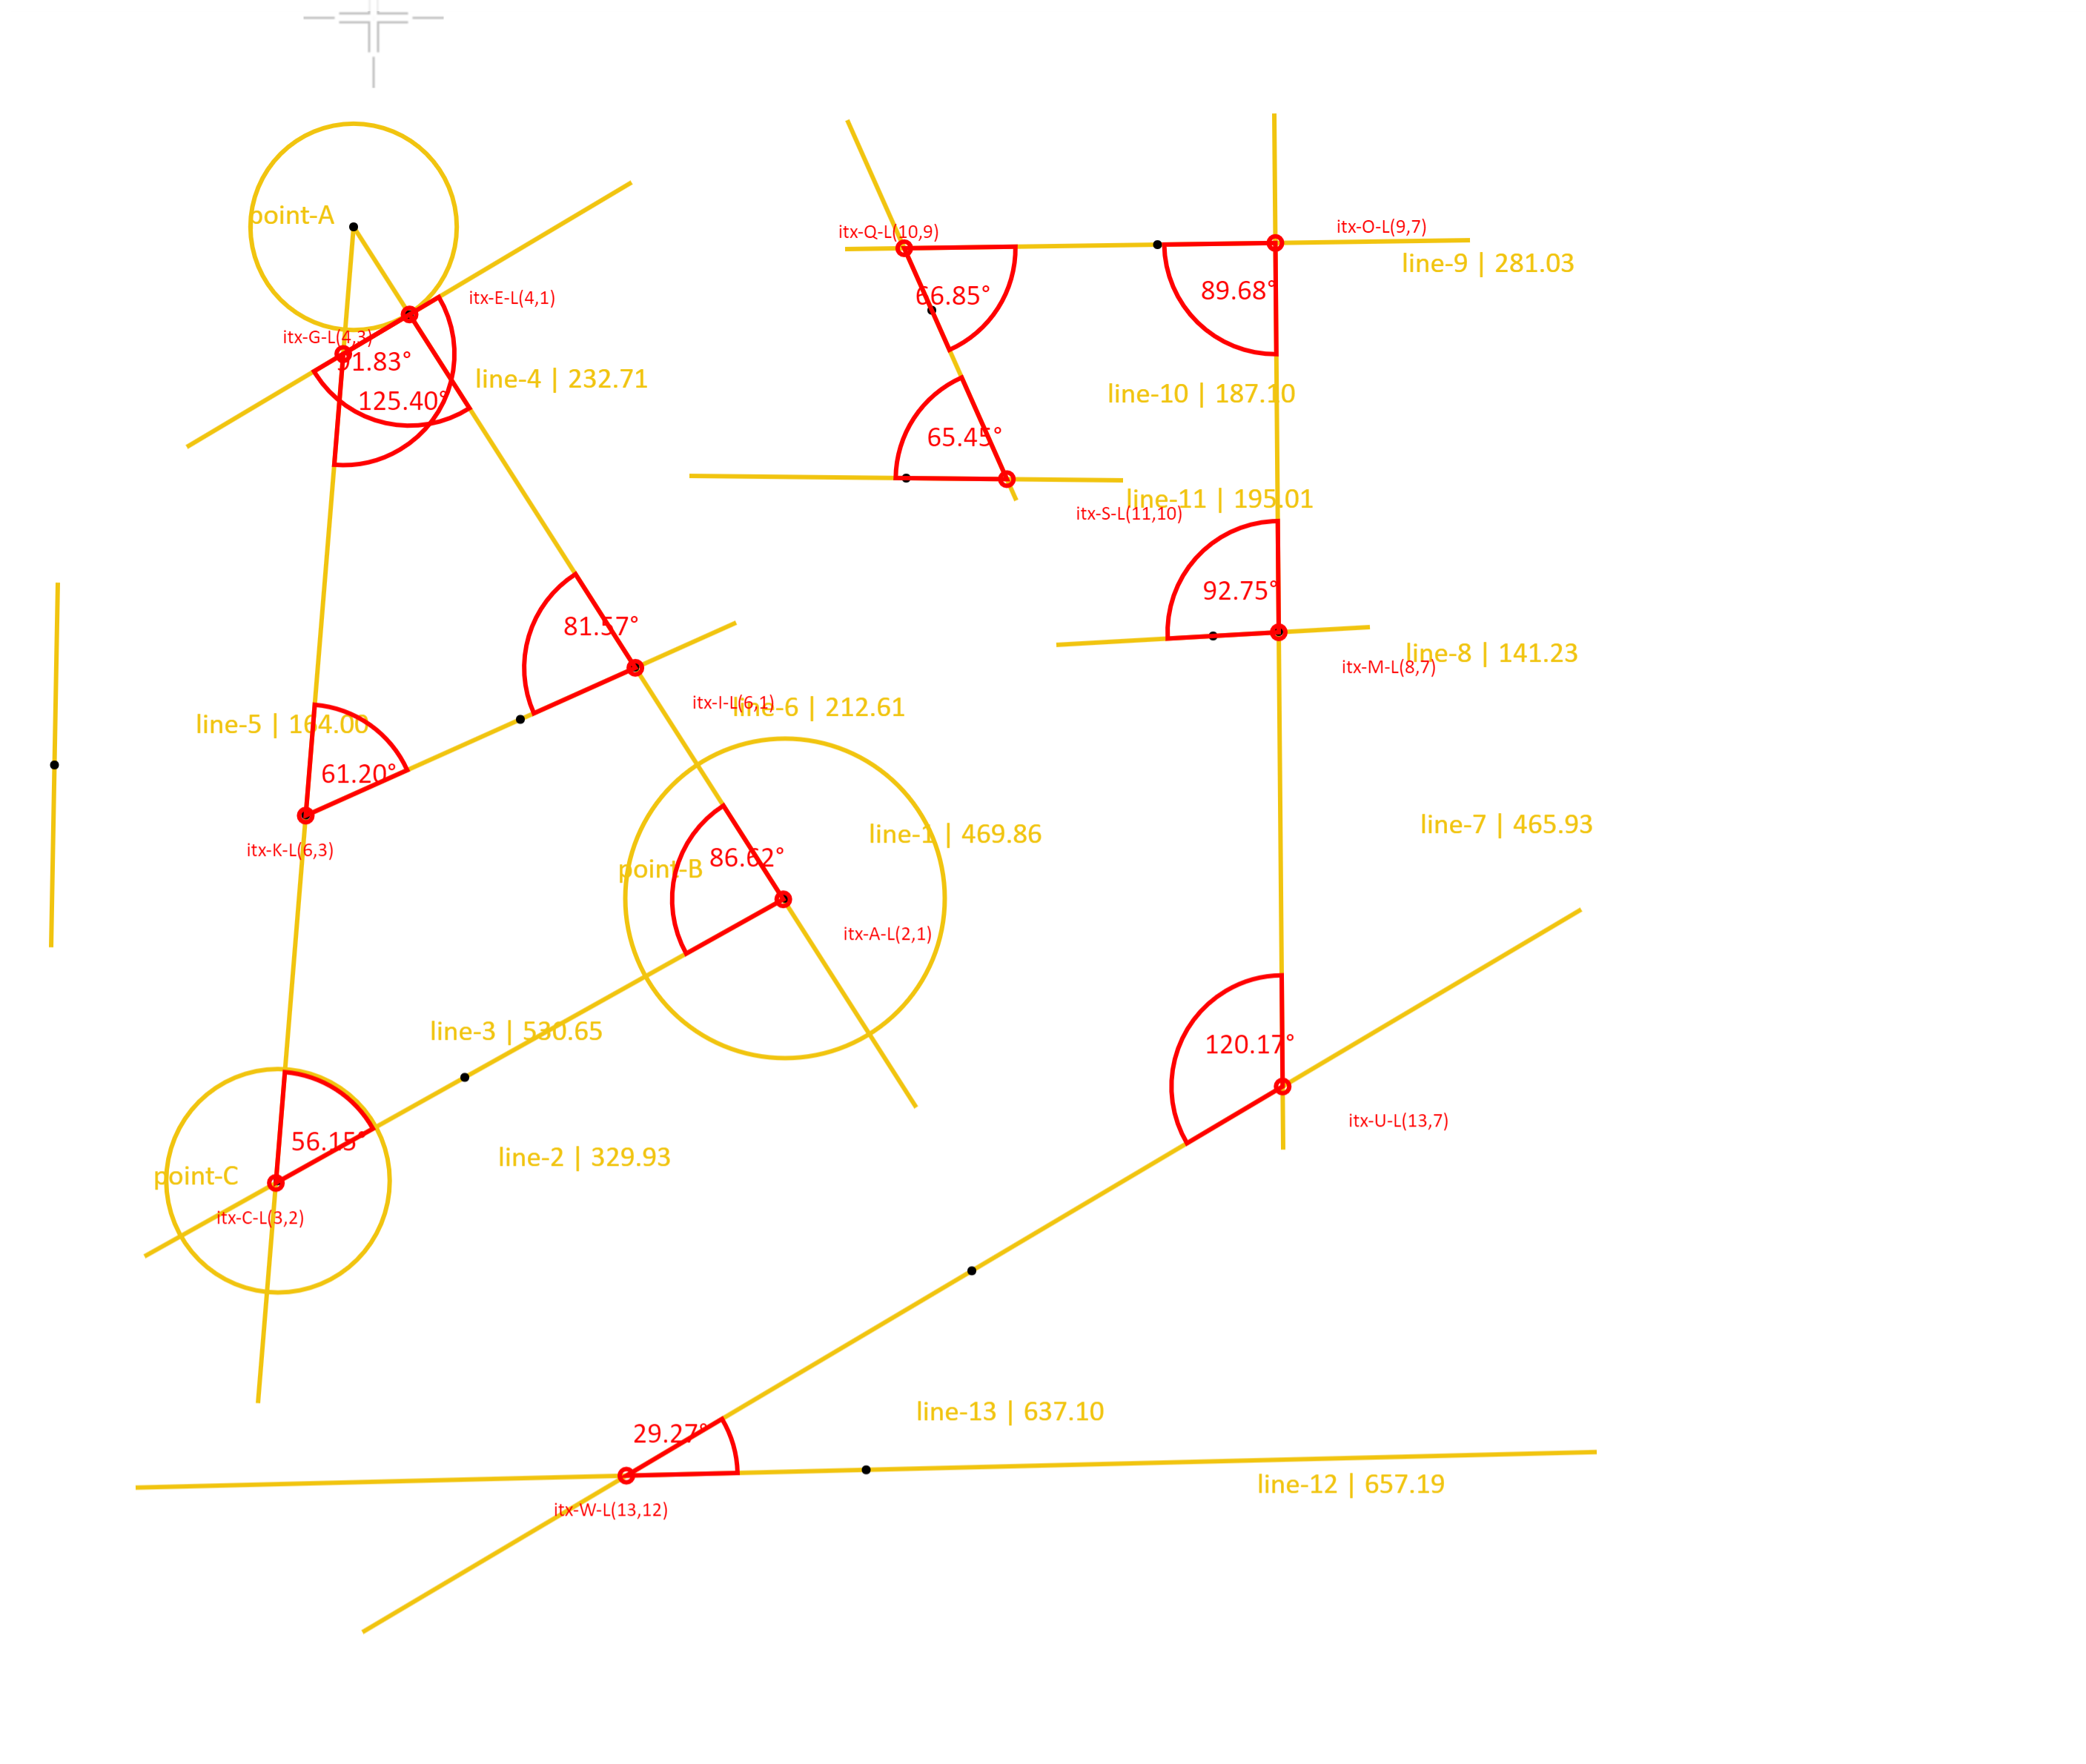 point-A
itx-Q-L(10,9)
itx-O-L(9,7)
line-9 | 281.03
itx-E-L(4,1)
66.85°
89.68°
itx-G-L(4,3)
91.83°
line-4 | 232.71
125.40°
line-10 | 187.10
65.45°
line-11 | 195.01
itx-S-L(11,10)
92.75°
81.57°
line-8 | 141.23
itx-M-L(8,7)
itx-I-L(6,1)
line-6 | 212.61
line-5 | 164.00
61.20°
line-7 | 465.93
line-1 | 469.86
itx-K-L(6,3)
86.62°
point-B
itx-A-L(2,1)
line-3 | 530.65
120.17°
itx-U-L(13,7)
56.15°
line-2 | 329.93
point-C
itx-C-L(3,2)
line-13 | 637.10
29.27°
line-12 | 657.19
itx-W-L(13,12)